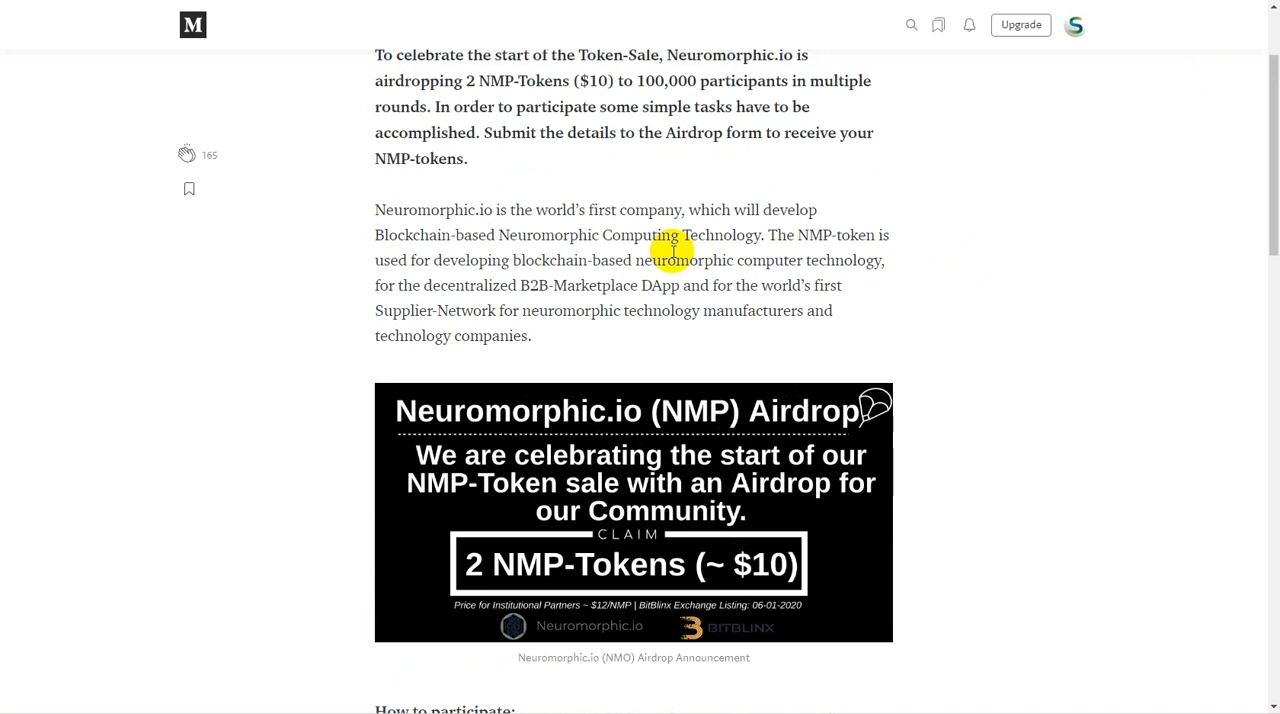 M
Upgrade
S
To celebrate the start of the Token-Sale, Neuromorphic.io is
airdropping 2 NMP-Tokens ($10) to 100,000 participants in multiple
rounds. In order to participate some simple tasks have to be
accomplished. Submit the details to the Airdrop form to receive your
NMP-tokens.
165
Neuromorphic.io is the world’s first company, which will develop
Blockchain-based Neuromorphic Computing Technology. The NMP-token is
used for developing blockchain-based neuromorphic computer technology,
for the decentralized B2B-Marketplace DApp and for the world’s first
Supplier-Network for neuromorphic technology manufacturers and
technology companies.
Neuromorphic.io (NMP) Airdrop
We are celebrating the start of our
NMP-Token sale with an Airdrop for
our Community.
CLAIM
2 NMP-Tokens (~ $10)
Price for Institutional Partners ~ $12/NMP | BitBlinx Exchange Listing: 06-01-2020
Neuromorphic.io
BITBLINX
Neuromorphic.io (NMO) Airdrop Announcement
How to participate: